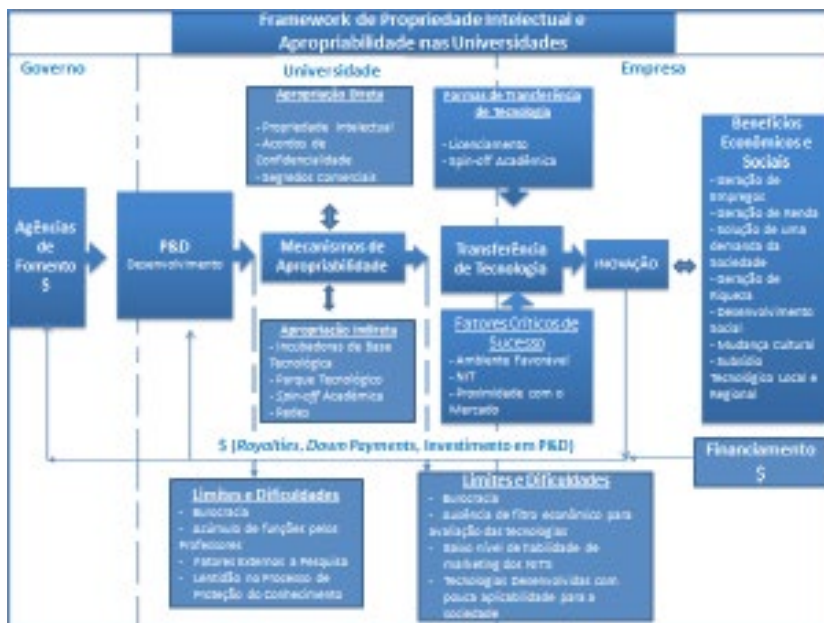 Framework de Propriedade Intelectual e
Apropriabilidade nas Universidades
Governo
Universidade
Empresa
Apropriação Direta
- Propriedade Intelectual
- Acordos de
Confidencialidade
- Segredos Comerciais
Formas de Transferência
de Tecnologia
- Licenciamento
- Spin-off Acadêmica
Benefícios
Econômicos e
Sociais
- Geração de
Empregos
- Geração de Renda
- Solução de uma
demanda da
Sociedade
- Geração de
Riqueza
- Desenvolvimento
Social
- Mudança Cultural
- Subsídio
Tecnológico Local e
Regional
Agências
de
Fomento
$
P&D
Desenvolvimento
Mecanismos de
Apropriabilidade
Transferência
de Tecnologia
INOVAÇÃO
Apropriação Indireta
- Incubadoras de Base
Tecnológica
- Parque Tecnológico
- Spin-off Acadêmica
- Redes
Fatores Críticos de
Sucesso
- Ambiente Favorável
- NIT
- Proximidade com o
Mercado
$ (Royalties, Down Payments, Investimento em P&D)
Financiamento
$
Limites e Dificuldades
- Burocracia
- Acúmulo de funções pelos
Professores
- Fatores Externos a Pesquisa
- Lentidão no Processo de
Proteção do Conhecimento
Limites e Dificuldades
- Burocracia
- Ausência de filtro econômico para
avaliação das tecnologias
- Baixo nível de habilidade de
marketing dos NITS
- Tecnologias Desenvolvidas com
pouca aplicabilidade para a
sociedade